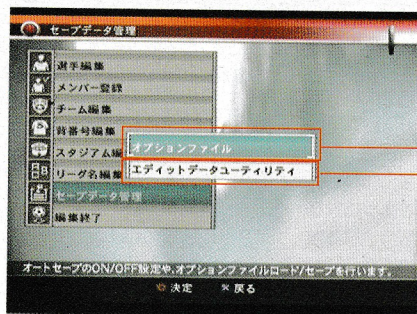 セーブデータ管理
選手編集
メンバー登録
チーム編集
背番号編集
スタジアム編
リーグ名編集
セーブデータ管理
編集終了
オプションファイル
エディットデータユーティリティ
オートセーブのON/OFF設定や、オプションファイルロード/セーブを行います。
決定 × 戻る